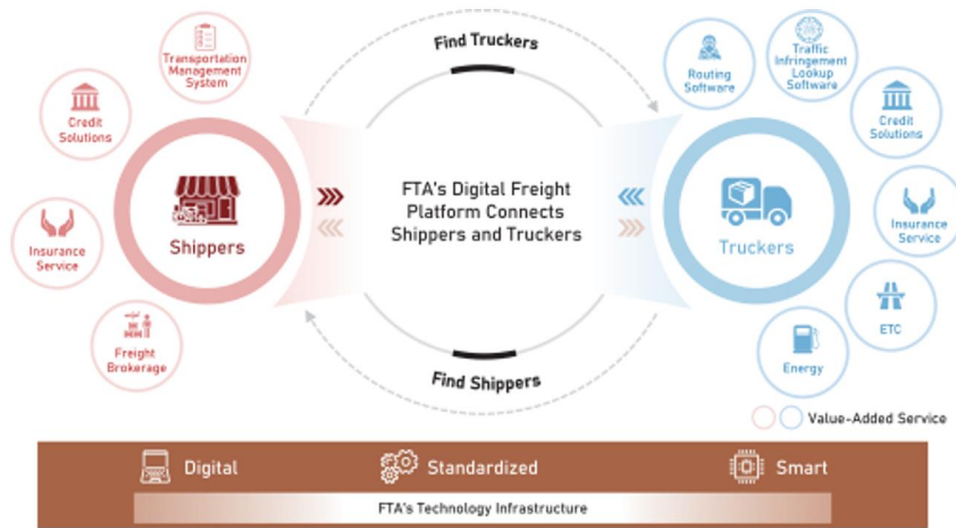 Find Truckers
Transportation
Management
System
Credit
Solutions
Insurance
Service
Freight
Brokerage
Shippers
FTA's Digital Freight
Platform Connects
Shippers and Truckers
Truckers
Routing
Software
Traffic
Infringement
Lookup
Software
Credit
Solutions
Insurance
Service
ETC
Energy
Find Shippers
Value-Added Service
Digital
Standardized
Smart
FTA's Technology Infrastructure